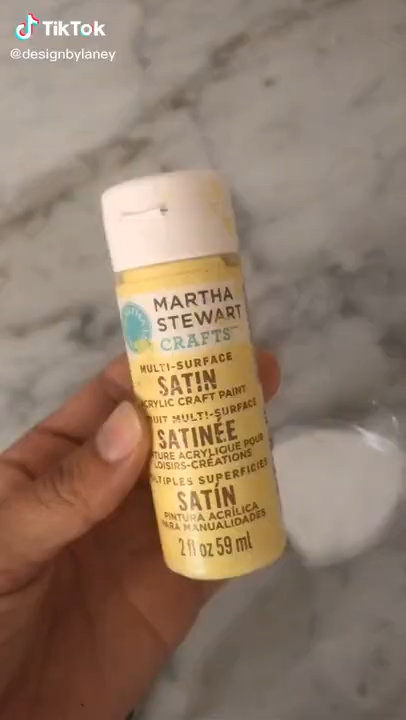 TikTok
@designbylaney
MARTHA
STEWART
CRAFTS™
MULTI-SURFACE
SATIN
ACRYLIC CRAFT PAINT
MULTI-SURFACE
SATINÉE
ACRYLIQUE POUR
LOISIRS-CRÉATIONS
SUPERFICIES
SATÍN
PINTURA ACRÍLICA
PARA MANUALIDADES
2 fl oz 59 ml